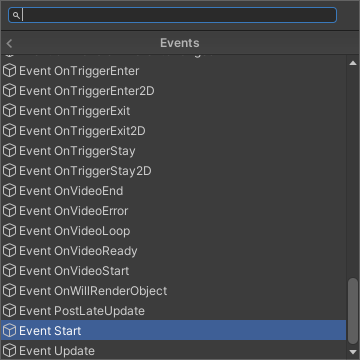 Events
Event OnTriggerEnter
Event OnTriggerEnter2D
Event OnTriggerExit
Event OnTriggerExit2D
Event OnTriggerStay
Event OnTriggerStay2D
Event OnVideoEnd
Event OnVideoError
Event OnVideoLoop
Event OnVideoReady
Event OnVideoStart
Event OnWillRenderObject
Event PostLateUpdate
Event Start
Event Update